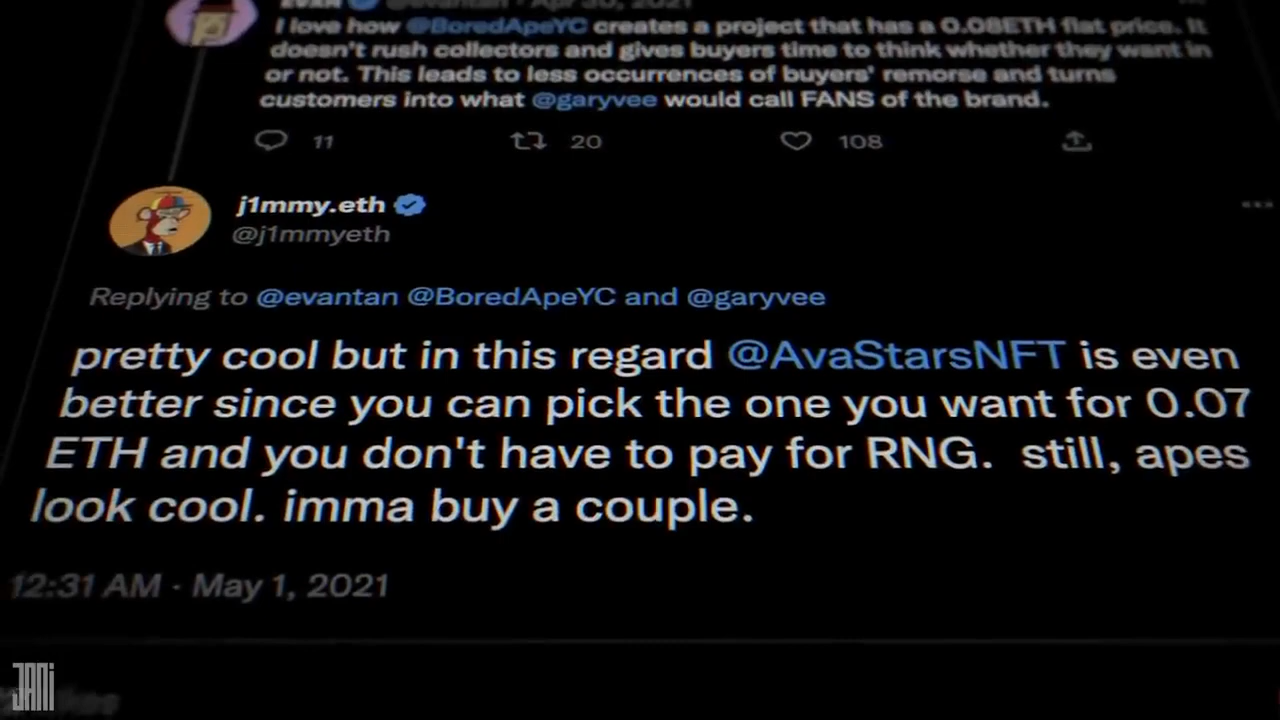 I love how @BoredApeYC creates a project that has a 0.08ETH flat price. It
doesn't rush collectors and gives buyers time to think whether they want in
or not. This leads to less occurrences of buyers' remorse and turns
customers into what @garyvee would call FANS of the brand.
11 20 108
j1mmy.eth
@j1mmyeth
Replying to @evantan @BoredApeYC and @garyvee
pretty cool but in this regard @AvaStarsNFT is even
better since you can pick the one you want for 0.07
ETH and you don't have to pay for RNG. still, apes
look cool. imma buy a couple.
12:31 AM · May 1, 2021
JANI